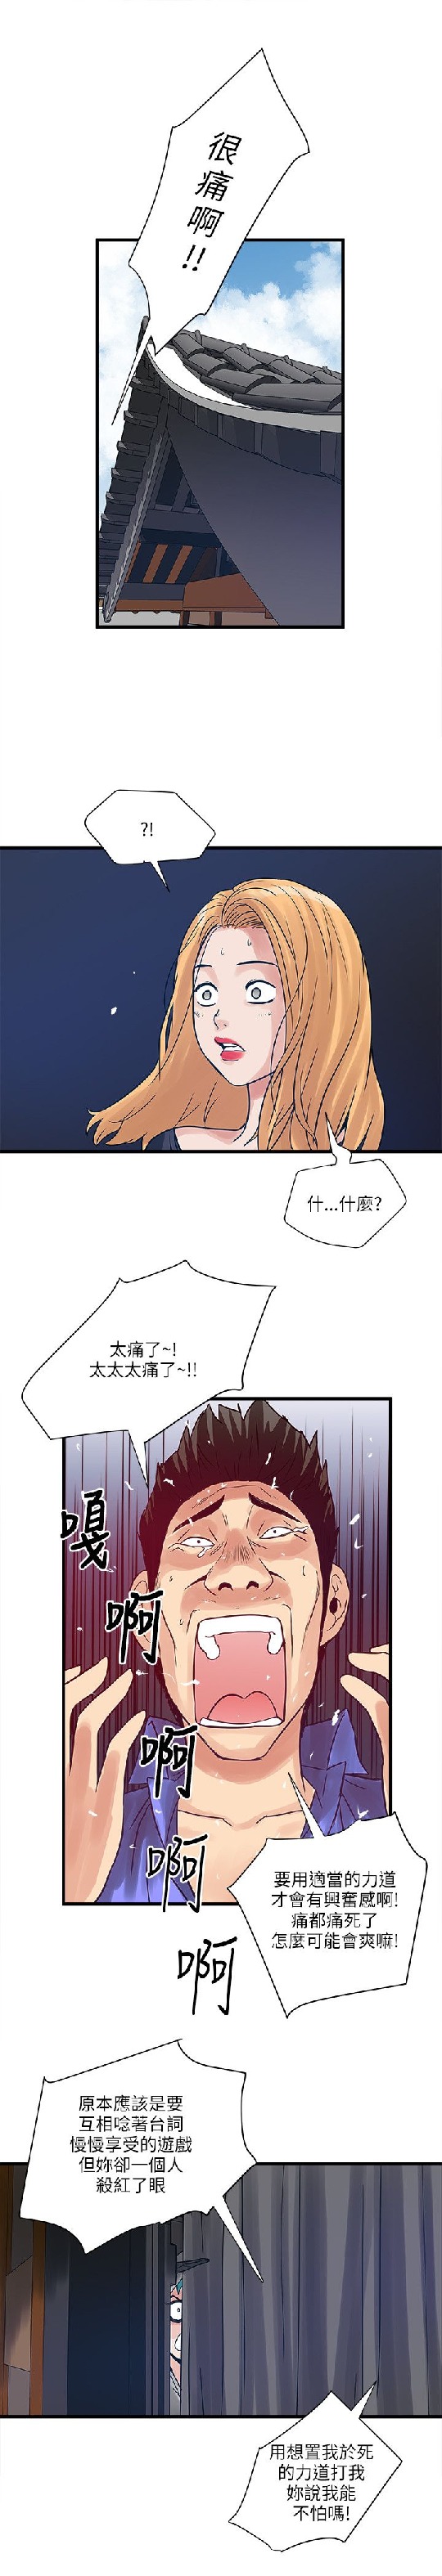 很痛啊!!
?!
什...什麼?
太痛了~!
太太太痛了~!!
嘎
啊
啊
啊
啊
要用適當的力道
才會有興奮感啊!
痛都痛死了
怎麼可能會爽嘛!
原本應該是要
互相唸著台詞
慢慢享受的遊戲
但妳卻一個人
殺紅了眼
用想置我於死
的力道打我
妳說我能
不怕嗎!